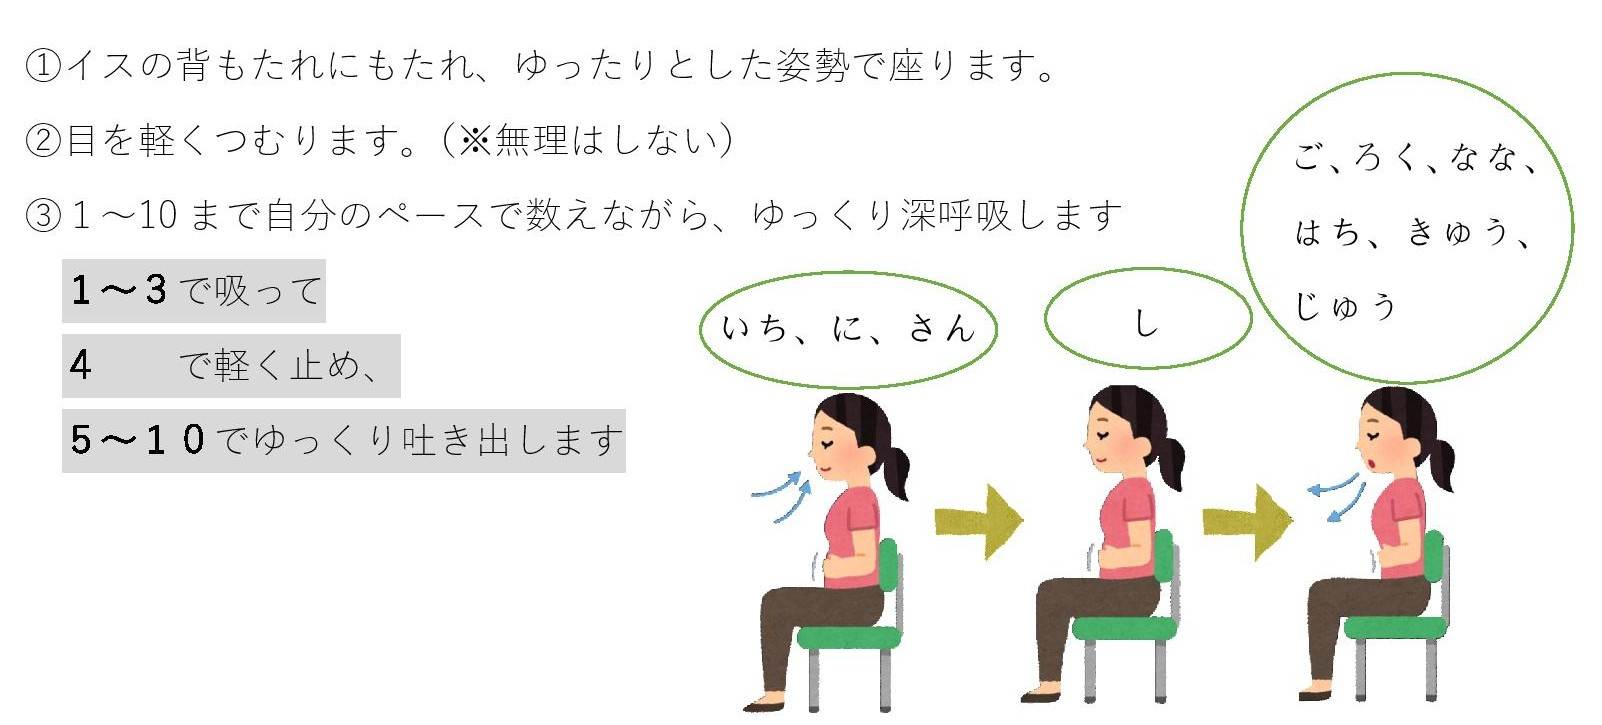 ①イスの背もたれにもたれ、ゆったりとした姿勢で座ります。
②目を軽くつむります。（※無理はしない）
③１～10まで自分のペースで数えながら、ゆっくり深呼吸します
１～３で吸って
４　　で軽く止め、
５～１０でゆっくり吐き出します
いち、に、さん
し
ご、ろく、なな、
はち、きゅう、
じゅう